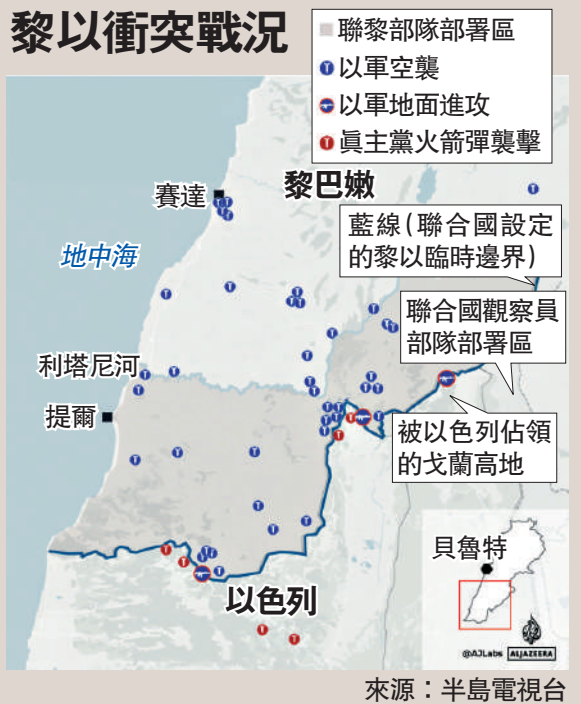 黎以衝突戰況
聯黎部隊部署區
以軍空襲
以軍地面進攻
眞主黨火箭彈襲擊
賽達
黎巴嫩
地中海
藍線(聯合國設定
的黎以臨時邊界)
聯合國觀察員
部隊部署區
利塔尼河
提爾
被以色列佔領
的戈蘭高地
貝魯特
以色列
@AJLabs ALJAZEERA
來源：半島電視台